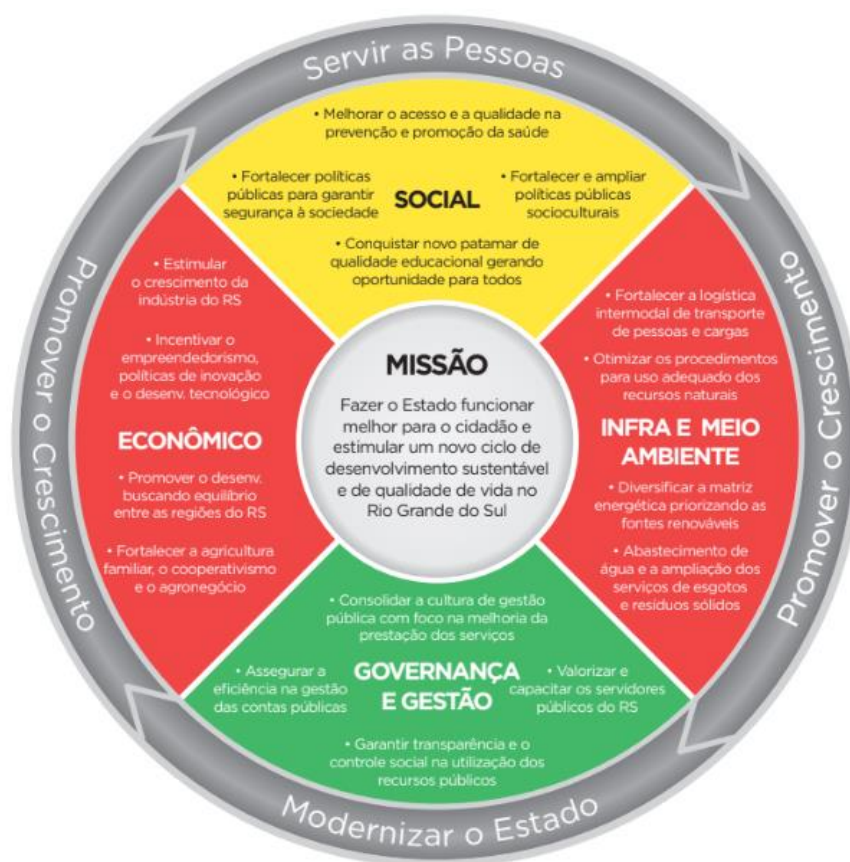 Servir as Pessoas
• Melhorar o acesso e a qualidade na
prevenção e promoção da saúde
• Fortalecer políticas
públicas para garantir
segurança à sociedade
SOCIAL
• Fortalecer e ampliar
políticas públicas
socioculturais
• Conquistar novo patamar de
qualidade educacional gerando
oportunidade para todos
Promover o Crescimento
• Estimular
o crescimento da
indústria do RS
• Incentivar o
empreendedorismo,
políticas de inovação
e o desenv. tecnológico
ECONÔMICO
• Promover o desenv.
buscando equilíbrio
entre as regiões do RS
• Fortalecer a agricultura
familiar, o cooperativismo
e o agronegócio
MISSÃO
Fazer o Estado funcionar
melhor para o cidadão e
estimular um novo ciclo de
desenvolvimento sustentável
e de qualidade de vida no
Rio Grande do Sul
• Fortalecer a logística
intermodal de transporte
de pessoas e cargas
• Otimizar os procedimentos
para uso adequado dos
recursos naturais
INFRA E MEIO
AMBIENTE
• Diversificar a matriz
energética priorizando as
fontes renováveis
• Abastecimento de
água e a ampliação dos
serviços de esgotos
e resíduos sólidos
Promover o Crescimento
• Consolidar a cultura de gestão
pública com foco na melhoria da
prestação dos serviços
• Assegurar a
eficiência na gestão
das contas públicas
GOVERNANÇA
E GESTÃO
• Valorizar e
capacitar os servidores
públicos do RS
• Garantir transparência e o
controle social na utilização dos
recursos públicos
Modernizar o Estado